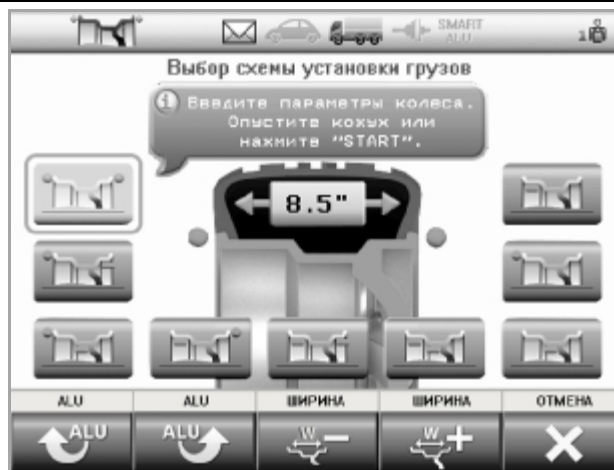 SMART
ALU
1
Выбор схемы установки грузов
Введите параметры колеса.
Опустите кожух или
нажмите "START".
8.5"
ALU
ALU
ШИРИНА
ШИРИНА
ОТМЕНА
ALU
ALU
W
W